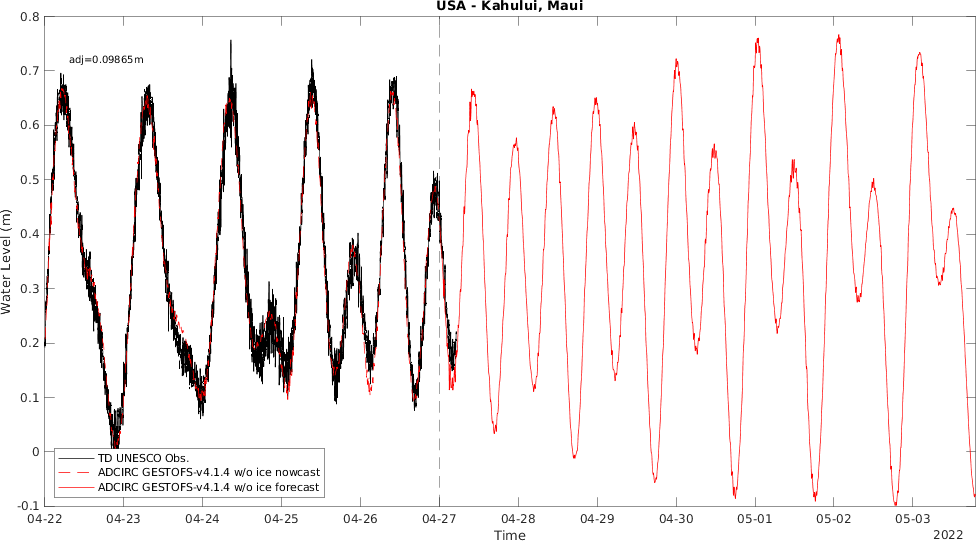 USA - Kahului, Maui
0.8
adj=0.09865m
0.7
0.6
0.5
0.4
0.3
0.2
0.1
0
-0.1
Water Level (m)
TD UNESCO Obs.
ADCIRC GESTOFS-v4.1.4 w/o ice nowcast
ADCIRC GESTOFS-v4.1.4 w/o ice forecast
04-22 04-23 04-24 04-25 04-26 04-27 04-28 04-29 04-30 05-01 05-02 05-03
Time
2022